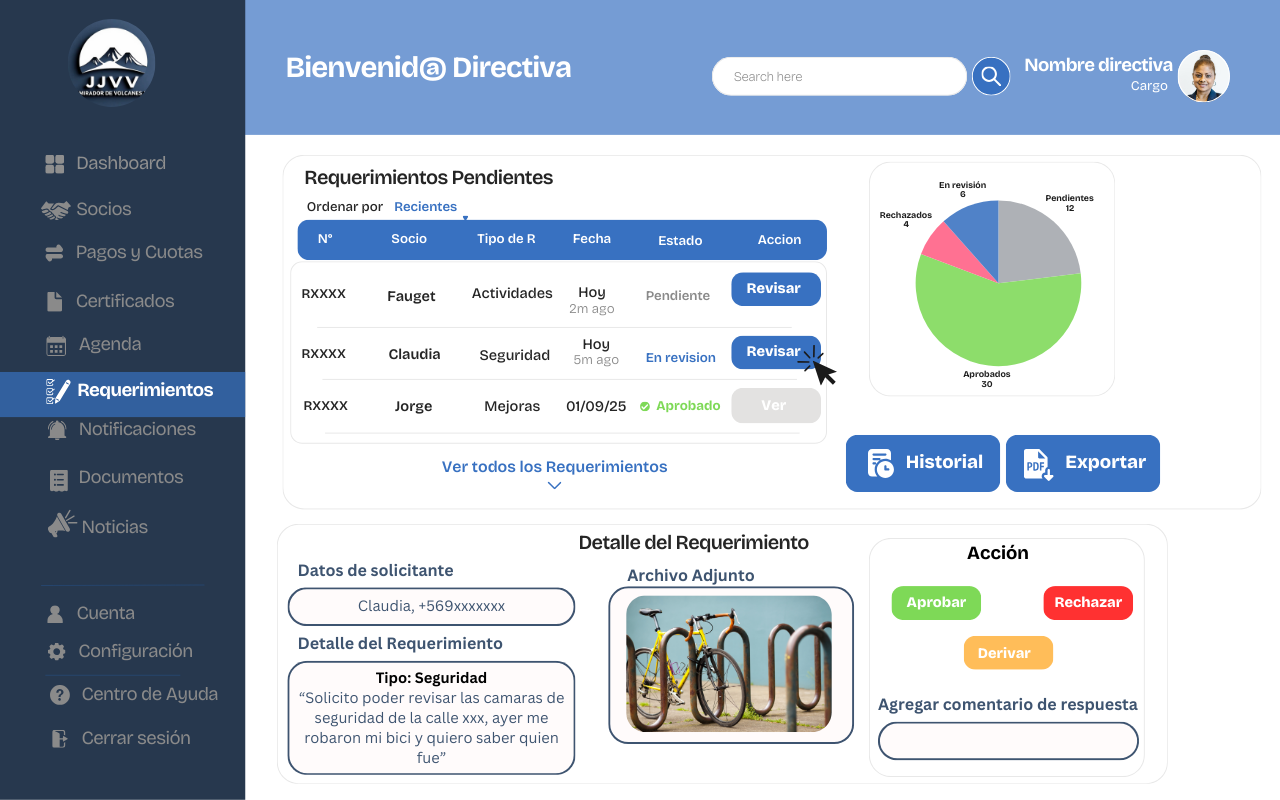 JJVV
MIRADOR DE VOLCANES
Dashboard
Socios
Pagos y Cuotas
Certificados
Agenda
Requerimientos
Notificaciones
Documentos
Noticias
Cuenta
Configuración
Centro de Ayuda
Cerrar sesión
Bienvenid@ Directiva
Search here
Nombre directiva
Cargo
Requerimientos Pendientes
Ordenar por Recientes
N° Socio Tipo de R Fecha Estado Accion
RXXXX Fauget Actividades Hoy Pendiente Revisar
2m ago
RXXXX Claudia Seguridad Hoy En revision Revisar
5m ago
RXXXX Jorge Mejoras 01/09/25 Aprobado Ver
Ver todos los Requerimientos
En revisión
6
Pendientes
12
Rechazados
4
Aprobados
30
Historial
PDF Exportar
Detalle del Requerimiento
Datos de solicitante
Claudia, +569xxxxxxx
Detalle del Requerimiento
Tipo: Seguridad
“Solicito poder revisar las camaras de
seguridad de la calle xxx, ayer me
robaron mi bici y quiero saber quien
fue”
Archivo Adjunto
Acción
Aprobar
Rechazar
Derivar
Agregar comentario de respuesta